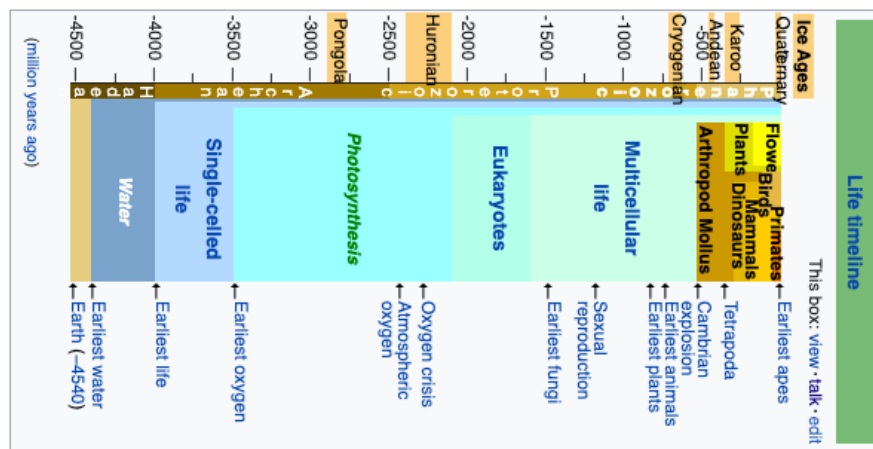 Life timeline
This box: view · talk · edit
Ice Ages
Quaternary
Karoo
Andean
Cryogenian
Huronian
Pongola
-500
-1000
-1500
-2000
-2500
-3000
-3500
-4000
-4500
(million years ago)
Phanerozoic
Proterozoic
Archean
Hadean
Primates
Flowe
Birds
Mammals
Plants
Dinosaurs
Arthropod Mollus
Multicellular
life
Eukaryotes
Photosynthesis
Single-celled
life
Water
←Earliest apes
←Tetrapoda
←Cambrian
explosion
←Earliest animals
←Earliest plants
←Sexual
reproduction
←Earliest fungi
←Oxygen crisis
←Atmospheric
oxygen
←Earliest oxygen
←Earliest life
←Earliest water
←Earth (−4540)